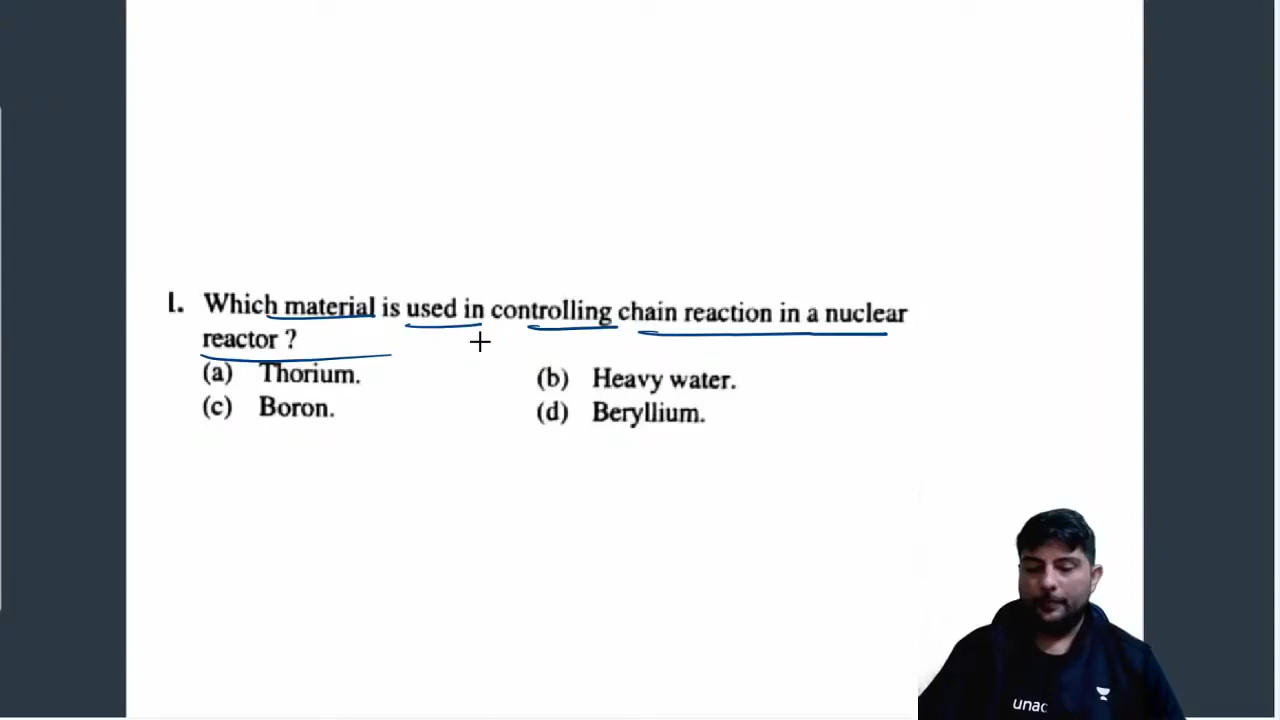 1. Which material is used in controlling chain reaction in a nuclear
reactor ?
(a) Thorium. (b) Heavy water.
(c) Boron. (d) Beryllium.
unac